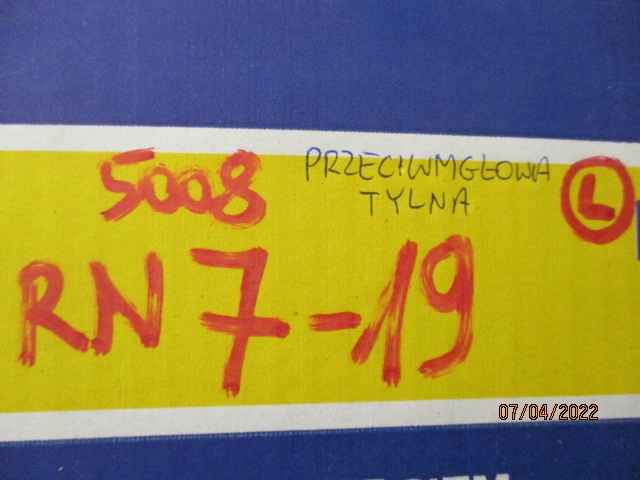 5008 PRZECIWMGŁOWA
TYLNA
L
RN7-19
07/04/2022